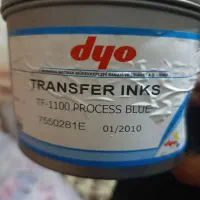 dyo
TRANSFER INKS
TF-1100 PROCESS BLUE
7550281E 01/2010